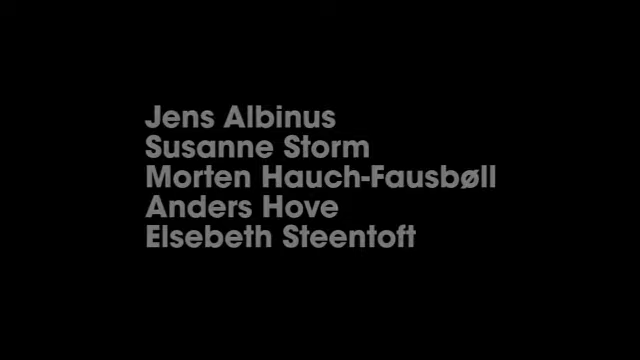 Jens Albinus
Susanne Storm
Morten Hauch-Fausbøll
Anders Hove
Elsebeth Steentoft